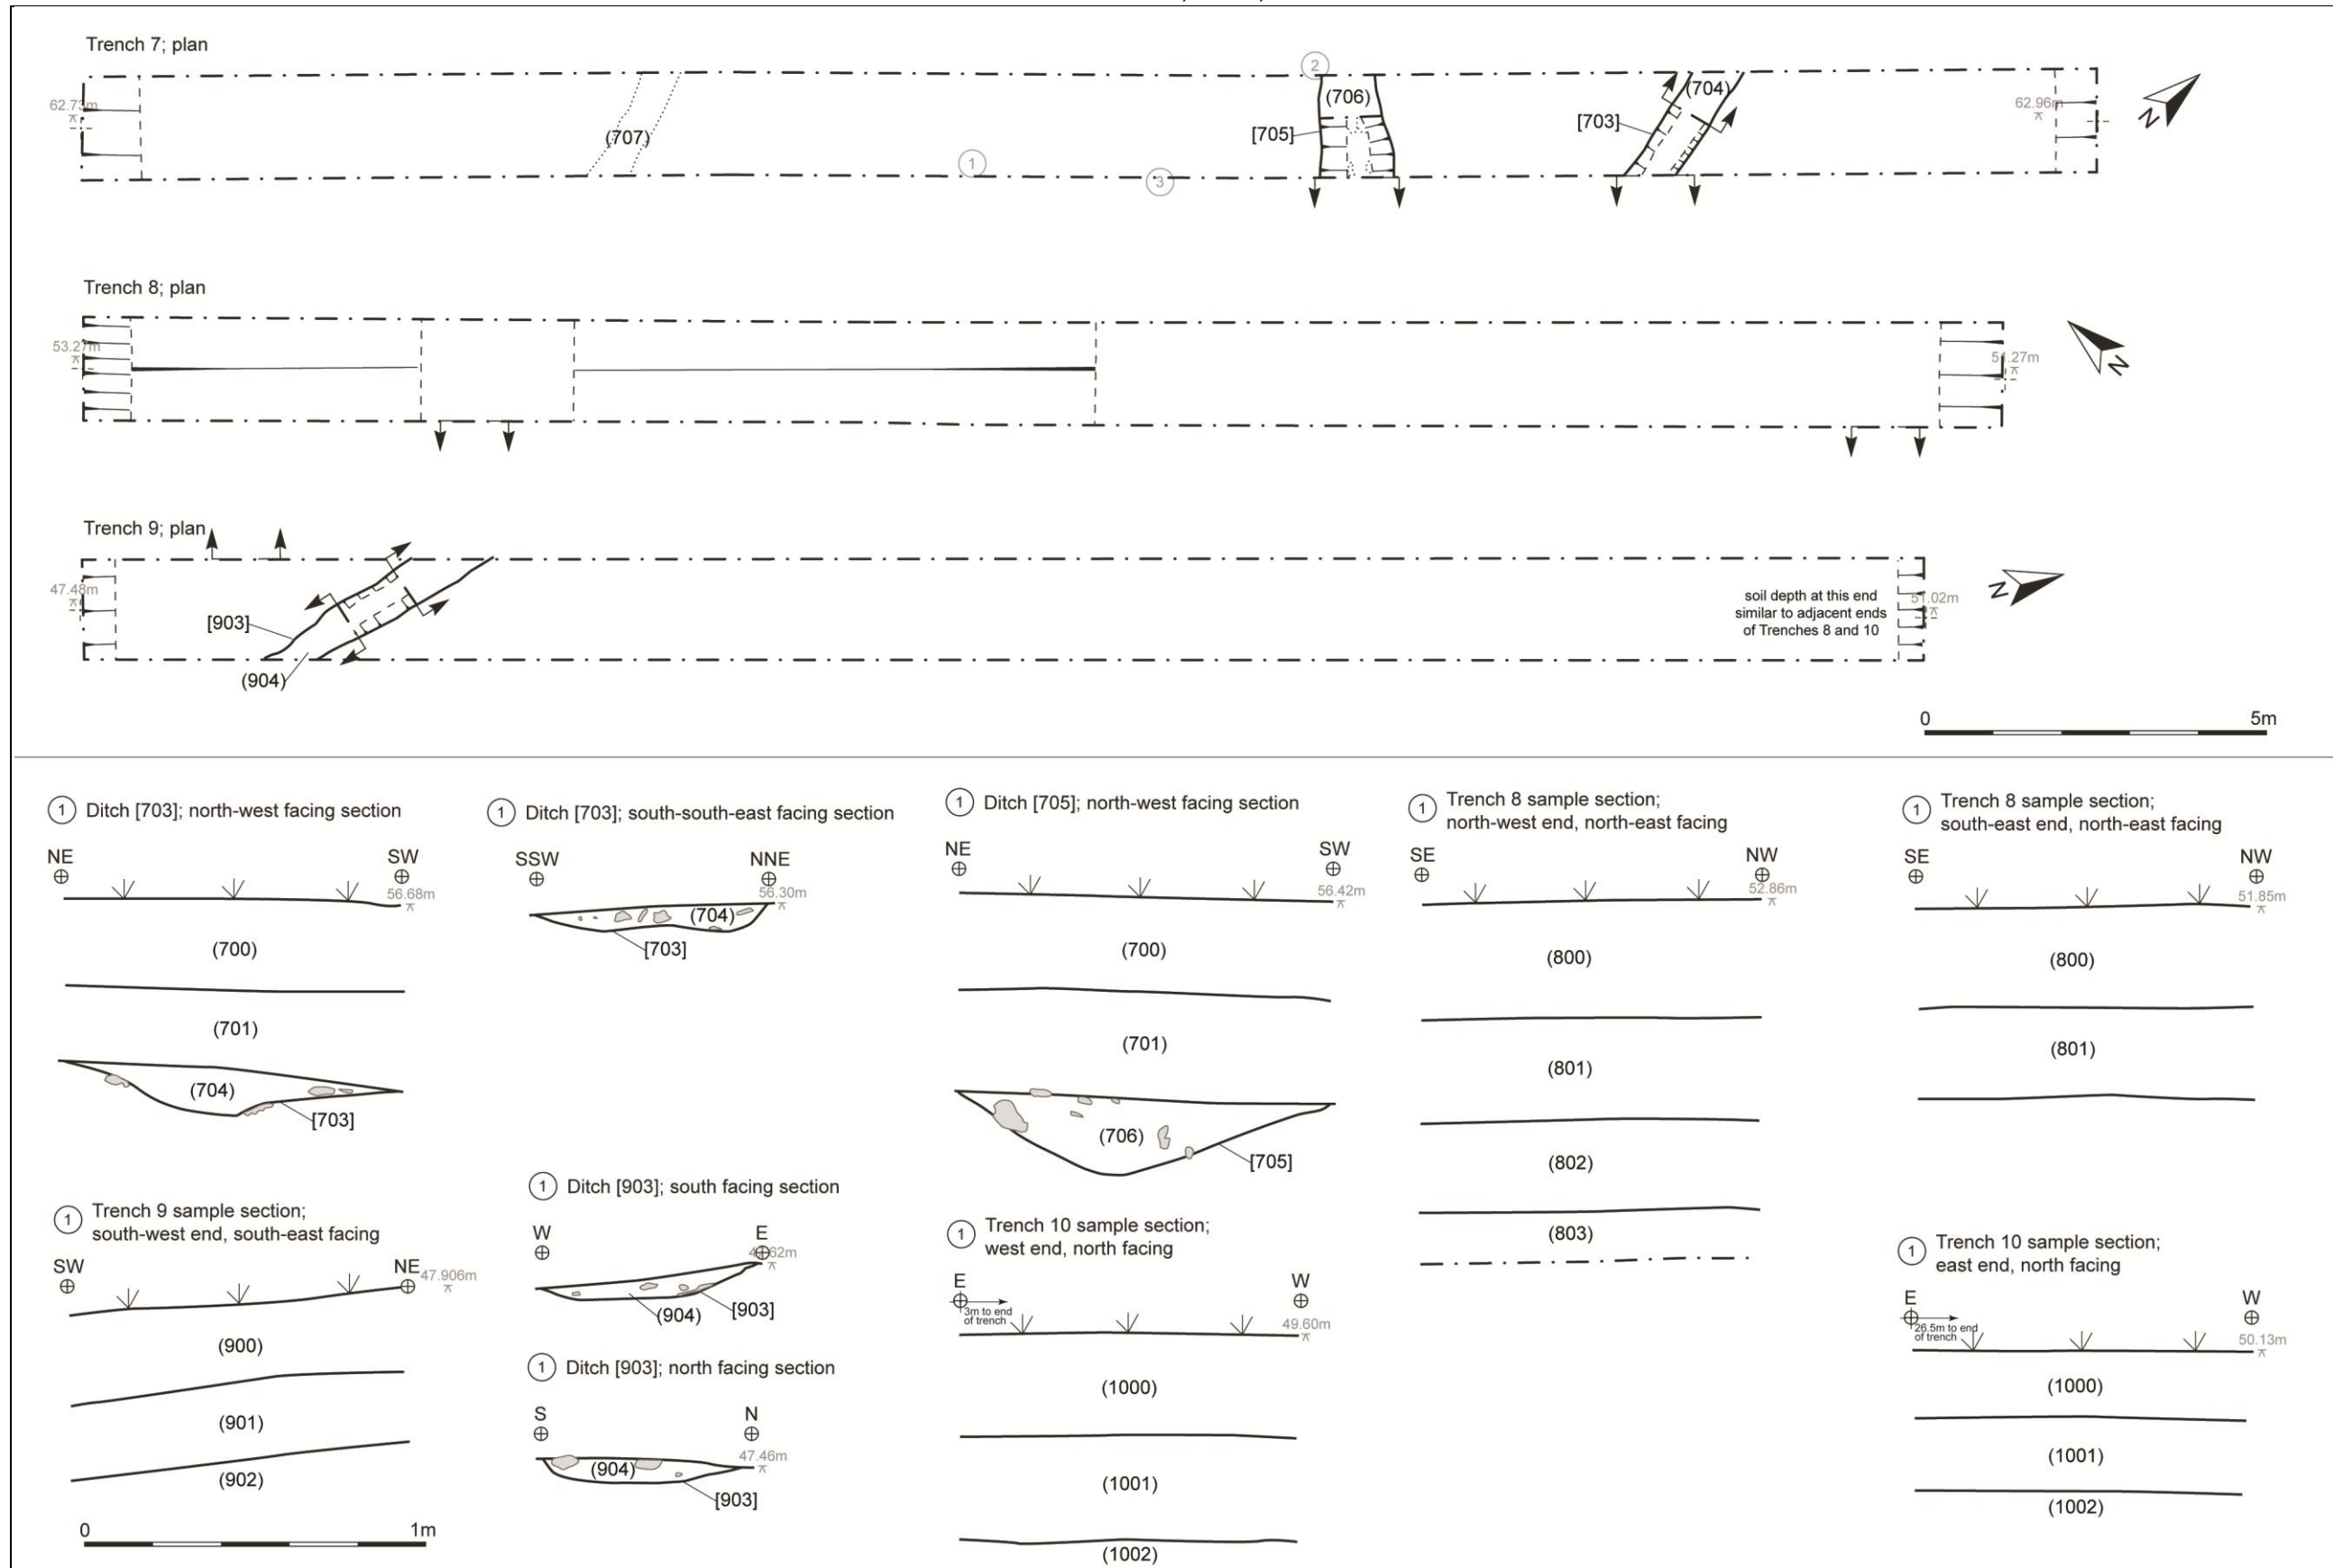 Trench 7; plan
2
62.73m
(706)
(704)
62.96m
N
[705]
[703]
(707)
1
3
Trench 8; plan
53.27m
51.27m
N
Trench 9; plan
47.48m
[903]
(904)
soil depth at this end
similar to adjacent ends
of Trenches 8 and 10
51.02m
N
0 5m
1 Ditch [703]; north-west facing section
NE SW
56.68m
(700)
(701)
(704)
[703]
1 Ditch [703]; south-south-east facing section
SSW NNE
56.30m
(704)
[703]
1 Ditch [705]; north-west facing section
NE SW
56.42m
(700)
(701)
(706)
[705]
1 Trench 8 sample section;
north-west end, north-east facing
SE NW
52.86m
(800)
(801)
(802)
(803)
1 Trench 8 sample section;
south-east end, north-east facing
SE NW
51.85m
(800)
(801)
1 Trench 9 sample section;
south-west end, south-east facing
SW NE
47.906m
(900)
(901)
(902)
0 1m
1 Ditch [903]; south facing section
W E
(904)
[903]
1 Ditch [903]; north facing section
S N
47.46m
(904)
[903]
1 Trench 10 sample section;
west end, north facing
E W
3m to end
of trench
49.60m
(1000)
(1001)
(1002)
1 Trench 10 sample section;
east end, north facing
E W
26.5m to end
of trench
50.13m
(1000)
(1001)
(1002)